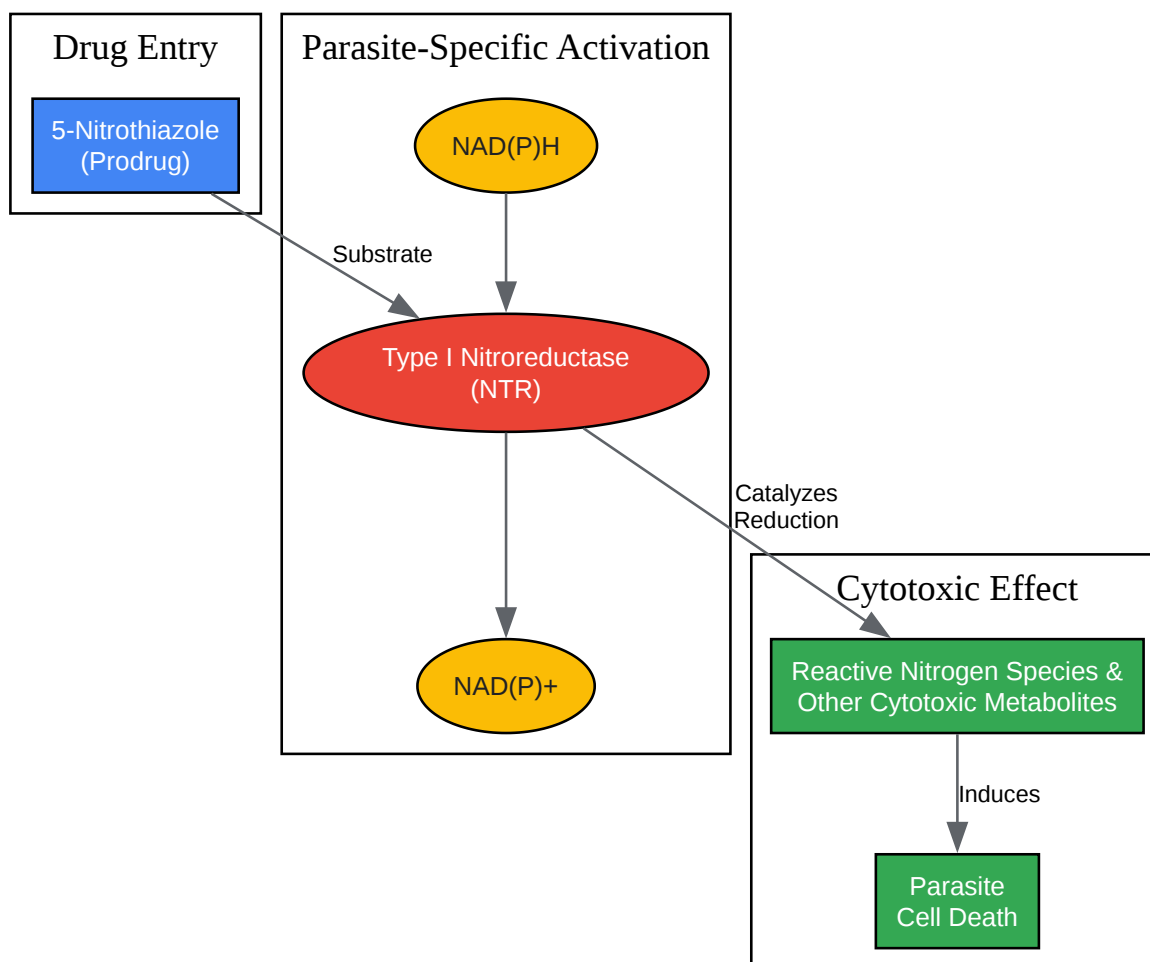 Drug Entry
5-Nitrothiazole
(Prodrug)
Parasite-Specific Activation
NAD(P)H
Substrate
Type I Nitroreductase
(NTR)
Catalyzes
Reduction
NAD(P)+
Cytotoxic Effect
Reactive Nitrogen Species &
Other Cytotoxic Metabolites
Induces
Parasite
Cell Death